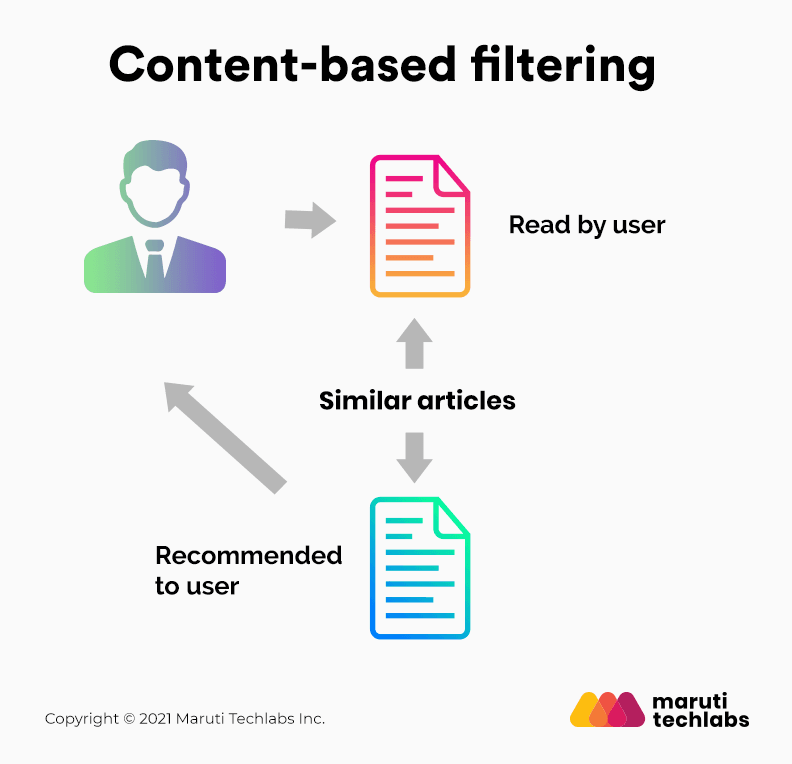 Content-based filtering
Read by user
Similar articles
Recommended
to user
Copyright © 2021 Maruti Techlabs Inc.
maruti
techlabs